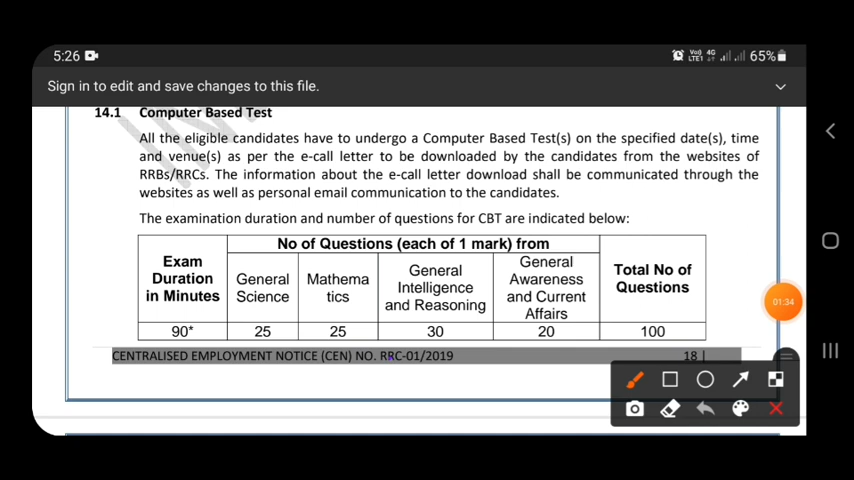 5:26
VoD 4G
LTE1
65%
Sign in to edit and save changes to this file.
14.1 Computer Based Test
All the eligible candidates have to undergo a Computer Based Test(s) on the specified date(s), time
and venue(s) as per the e-call letter to be downloaded by the candidates from the websites of
RRBs/RRCs. The information about the e-call letter download shall be communicated through the
websites as well as personal email communication to the candidates.
The examination duration and number of questions for CBT are indicated below:
Exam Duration in Minutes
No of Questions (each of 1 mark) from
Total No of Questions
General Science
Mathema tics
General Intelligence and Reasoning
General Awareness and Current Affairs
90* 25 25 30 20 100
CENTRALISED EMPLOYMENT NOTICE (CEN) NO. RRC-01/2019 18 |
01:34